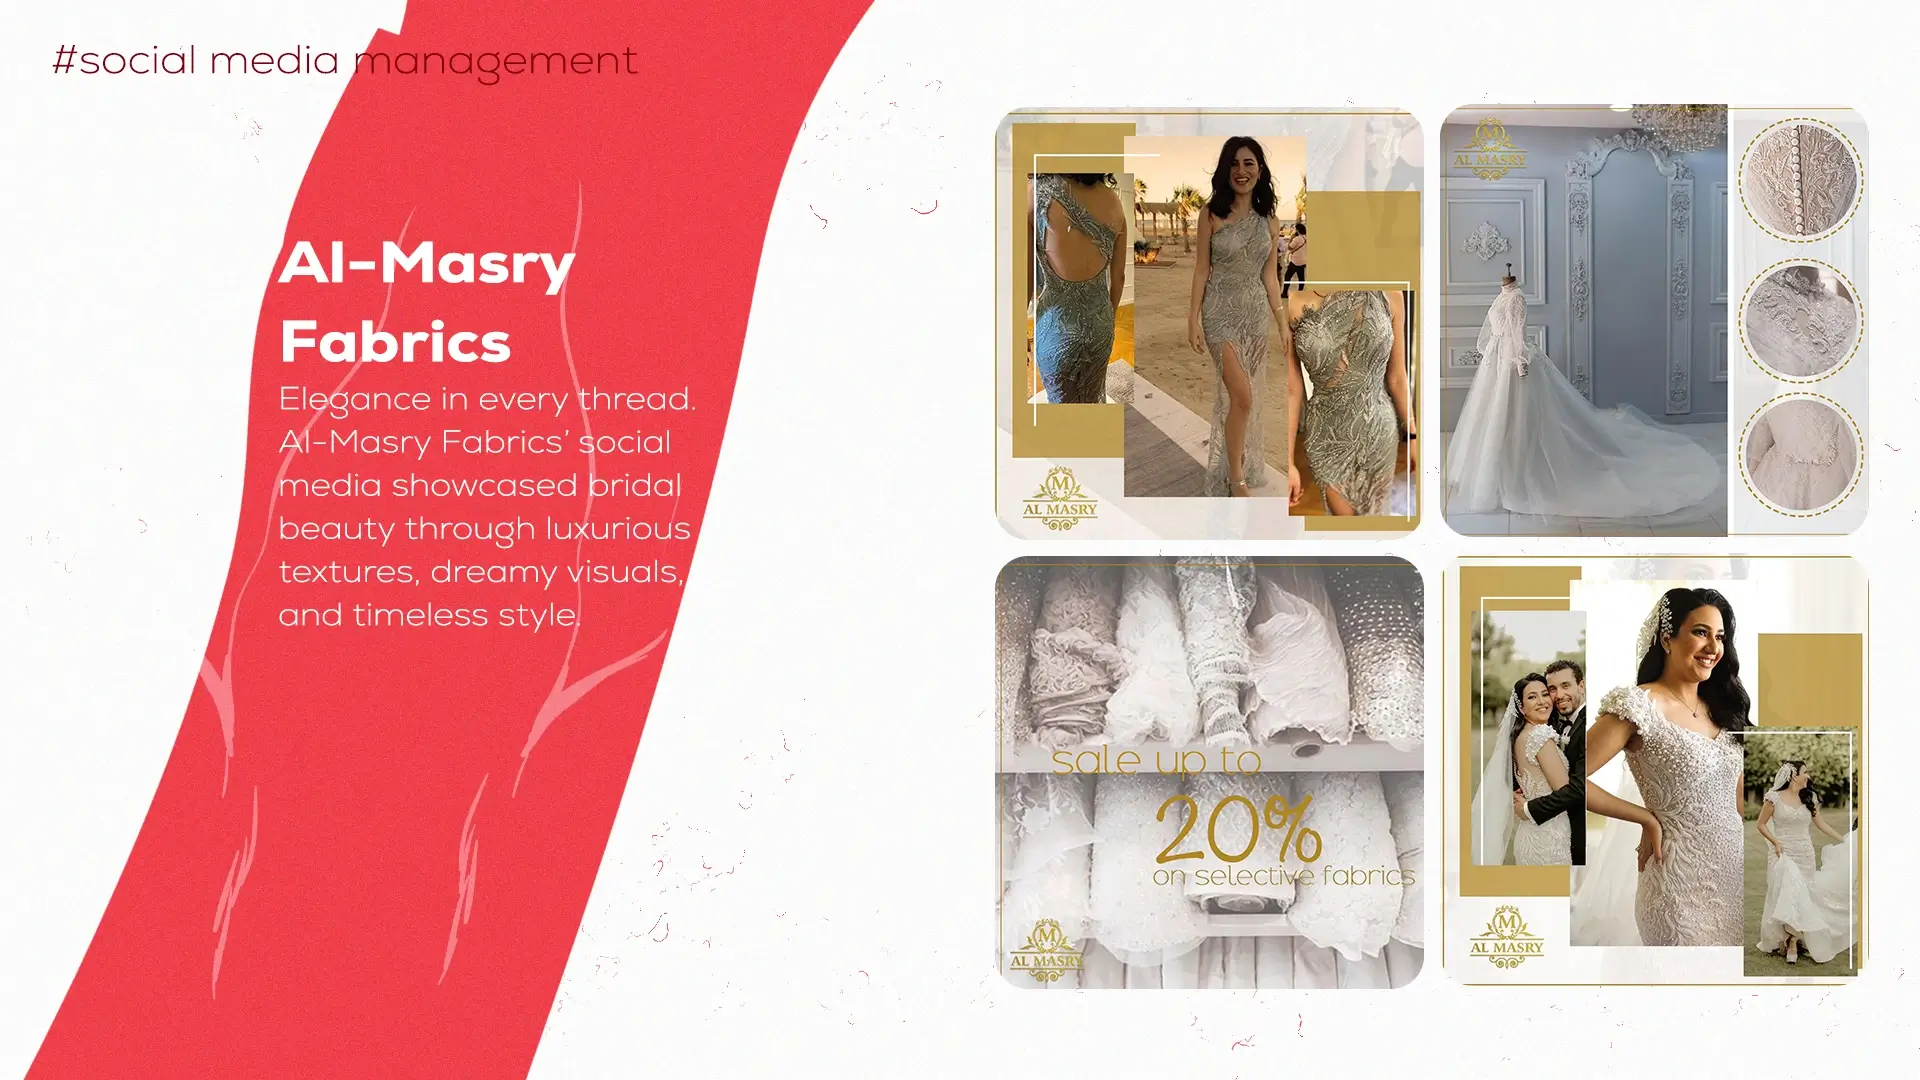 #social media management
Al-Masry
Fabrics
Elegance in every thread.
Al-Masry Fabrics’ social
media showcased bridal
beauty through luxurious
textures, dreamy visuals,
and timeless style.
M
AL MASRY
M
AL MASRY
sale up to
20%
on selective fabrics
M
AL MASRY
M
AL MASRY